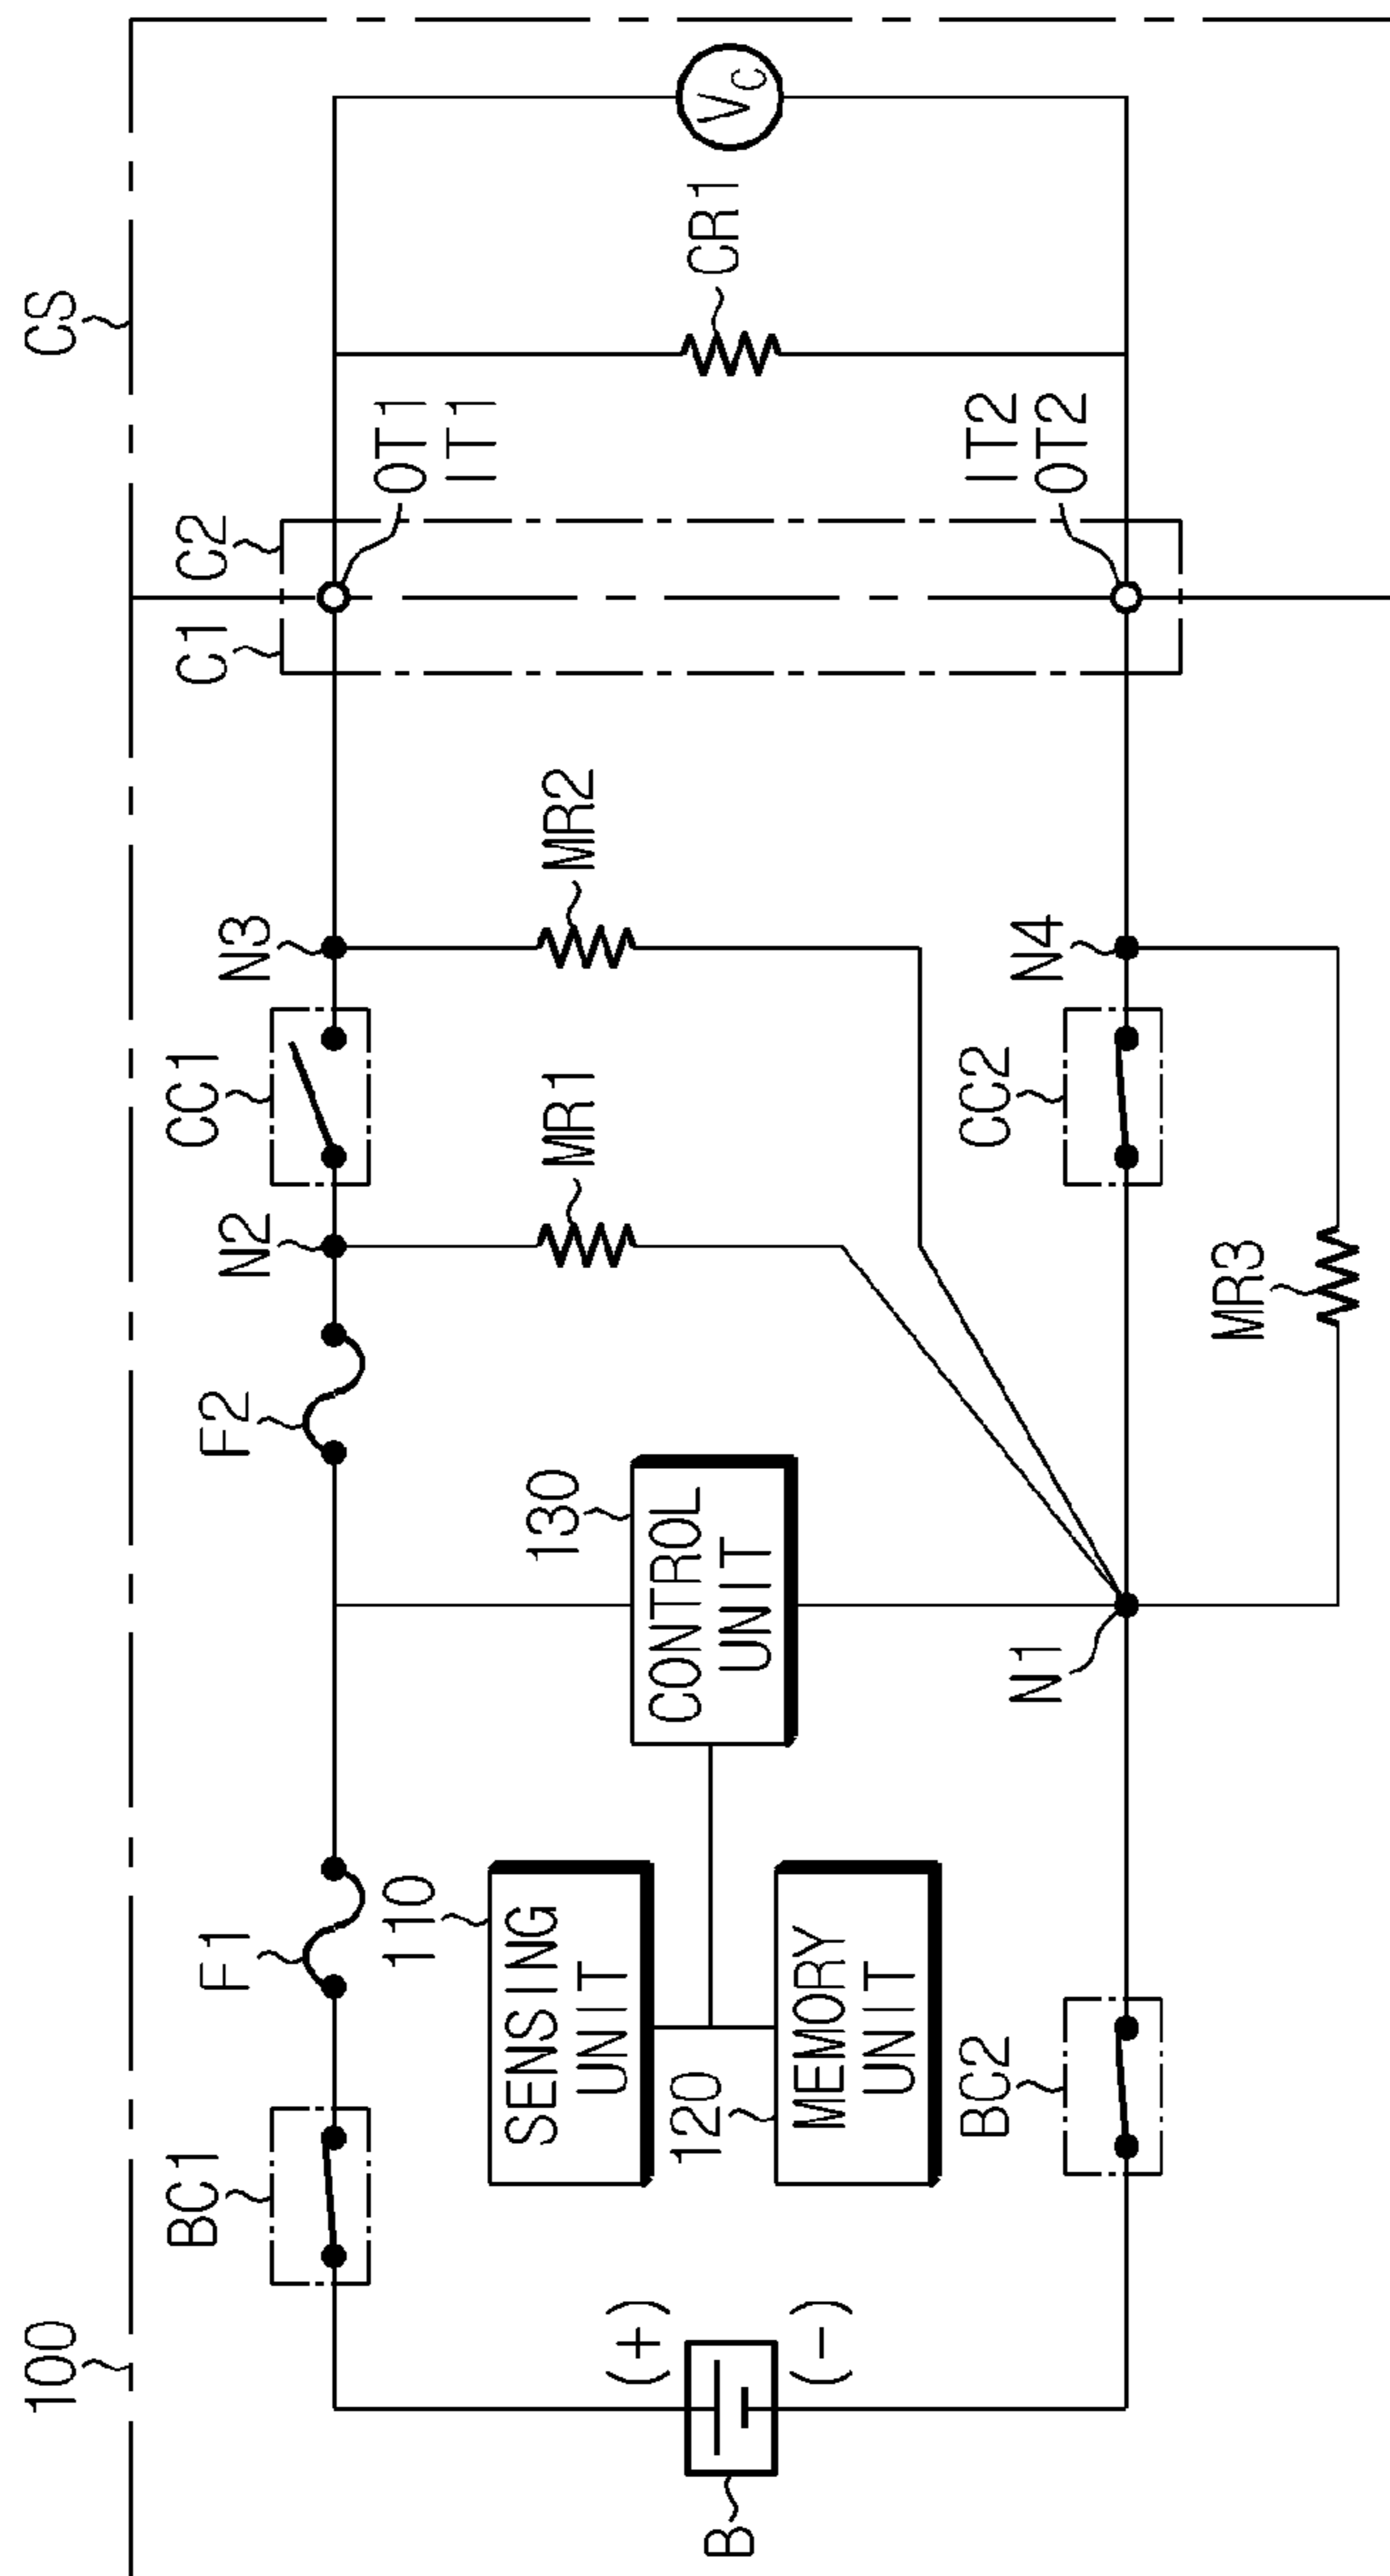 100
CS
BC1
F1
F2
N2
CC1
N3
C1
C2
OT1
IT1
110
SENSING
UNIT
130
CONTROL
UNIT
MR1
MR2
CR1
VC
B
(+)
(-)
120
MEMORY
UNIT
BC2
N1
CC2
N4
IT2
OT2
MR3